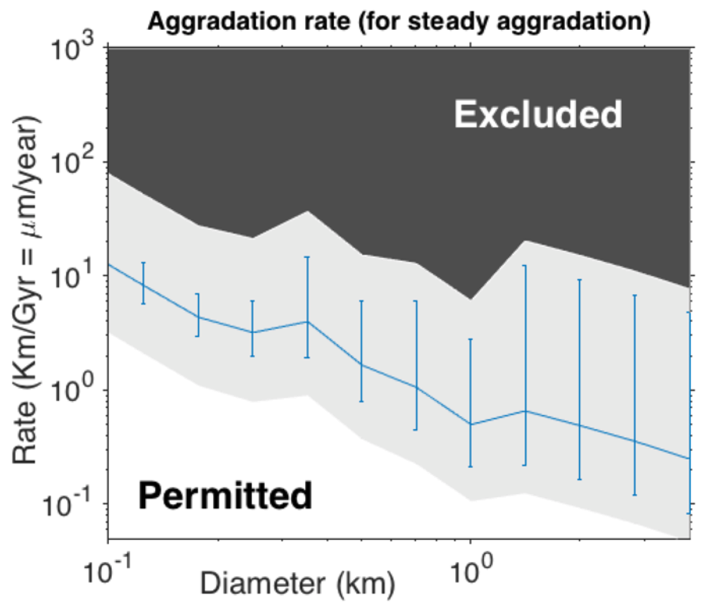 Aggradation rate (for steady aggradation)
10³
10²
10¹
10⁰
10⁻¹
Rate (Km/Gyr = μm/year)
Excluded
Permitted
10⁻¹
10⁰
Diameter (km)